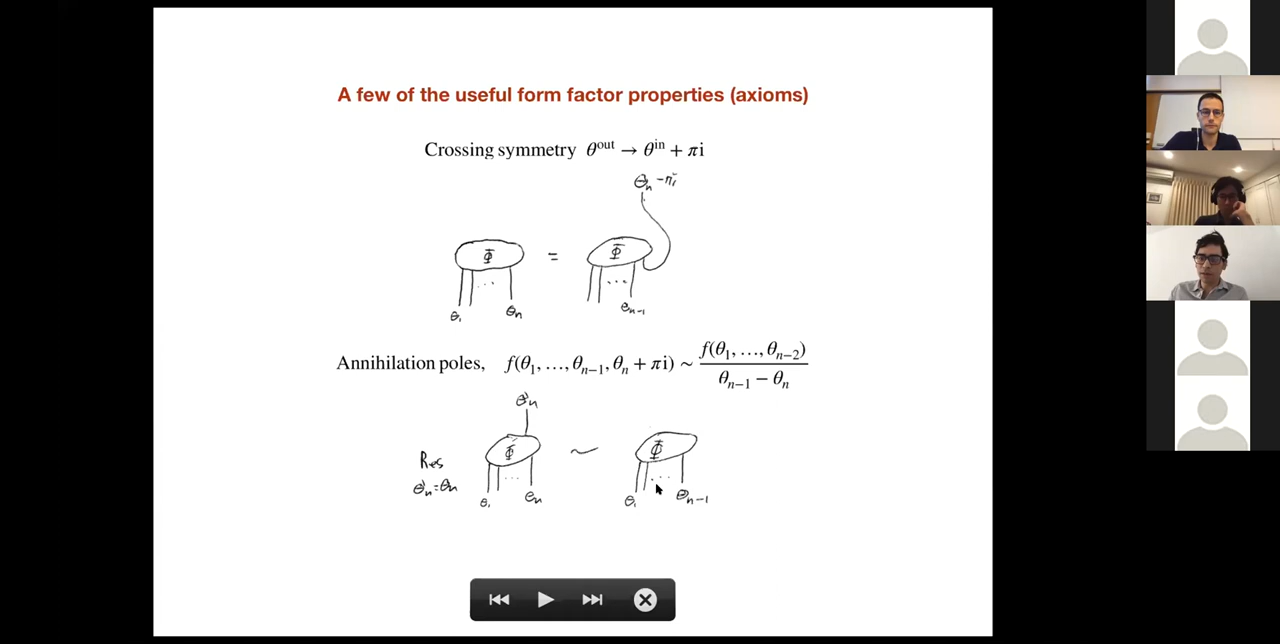 A few of the useful form factor properties (axioms)
Crossing symmetry θ^out → θ^in + πi
θn - πi
Φ = Φ
... ...
θ1 θn θn-1
Annihilation poles, f(θ1, …, θn-1, θn + πi) ~ f(θ1, …, θn-2) / (θn-1 − θn)
θ'n
Res Φ ~ Φ
θ'n = θn ... ...
θ1 θn θ1 θn-1